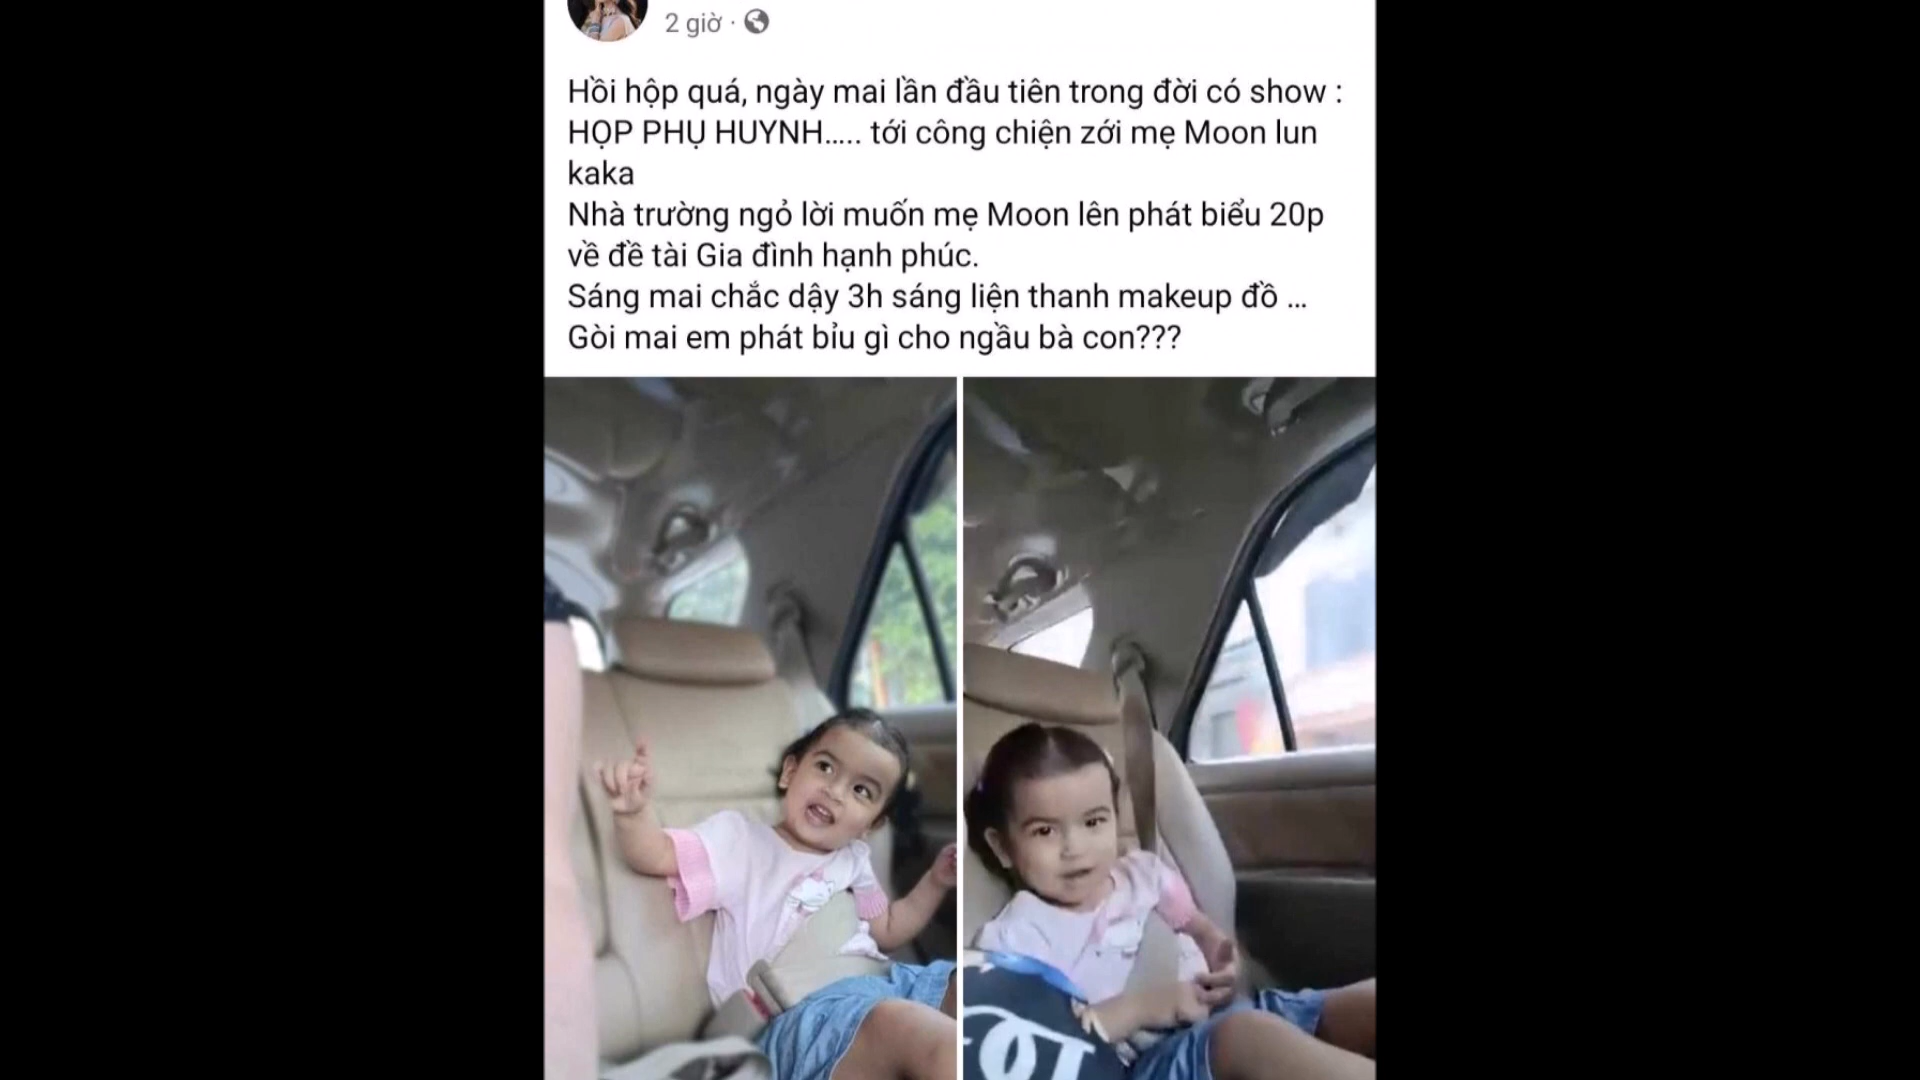 2 giờ ·
Hồi hộp quá, ngày mai lần đầu tiên trong đời có show :
HỌP PHỤ HUYNH..... tới công chiện zới mẹ Moon lun
kaka
Nhà trường ngỏ lời muốn mẹ Moon lên phát biểu 20p
về đề tài Gia đình hạnh phúc.
Sáng mai chắc dậy 3h sáng liện thanh makeup đồ ...
Gòi mai em phát bỉu gì cho ngầu bà con???